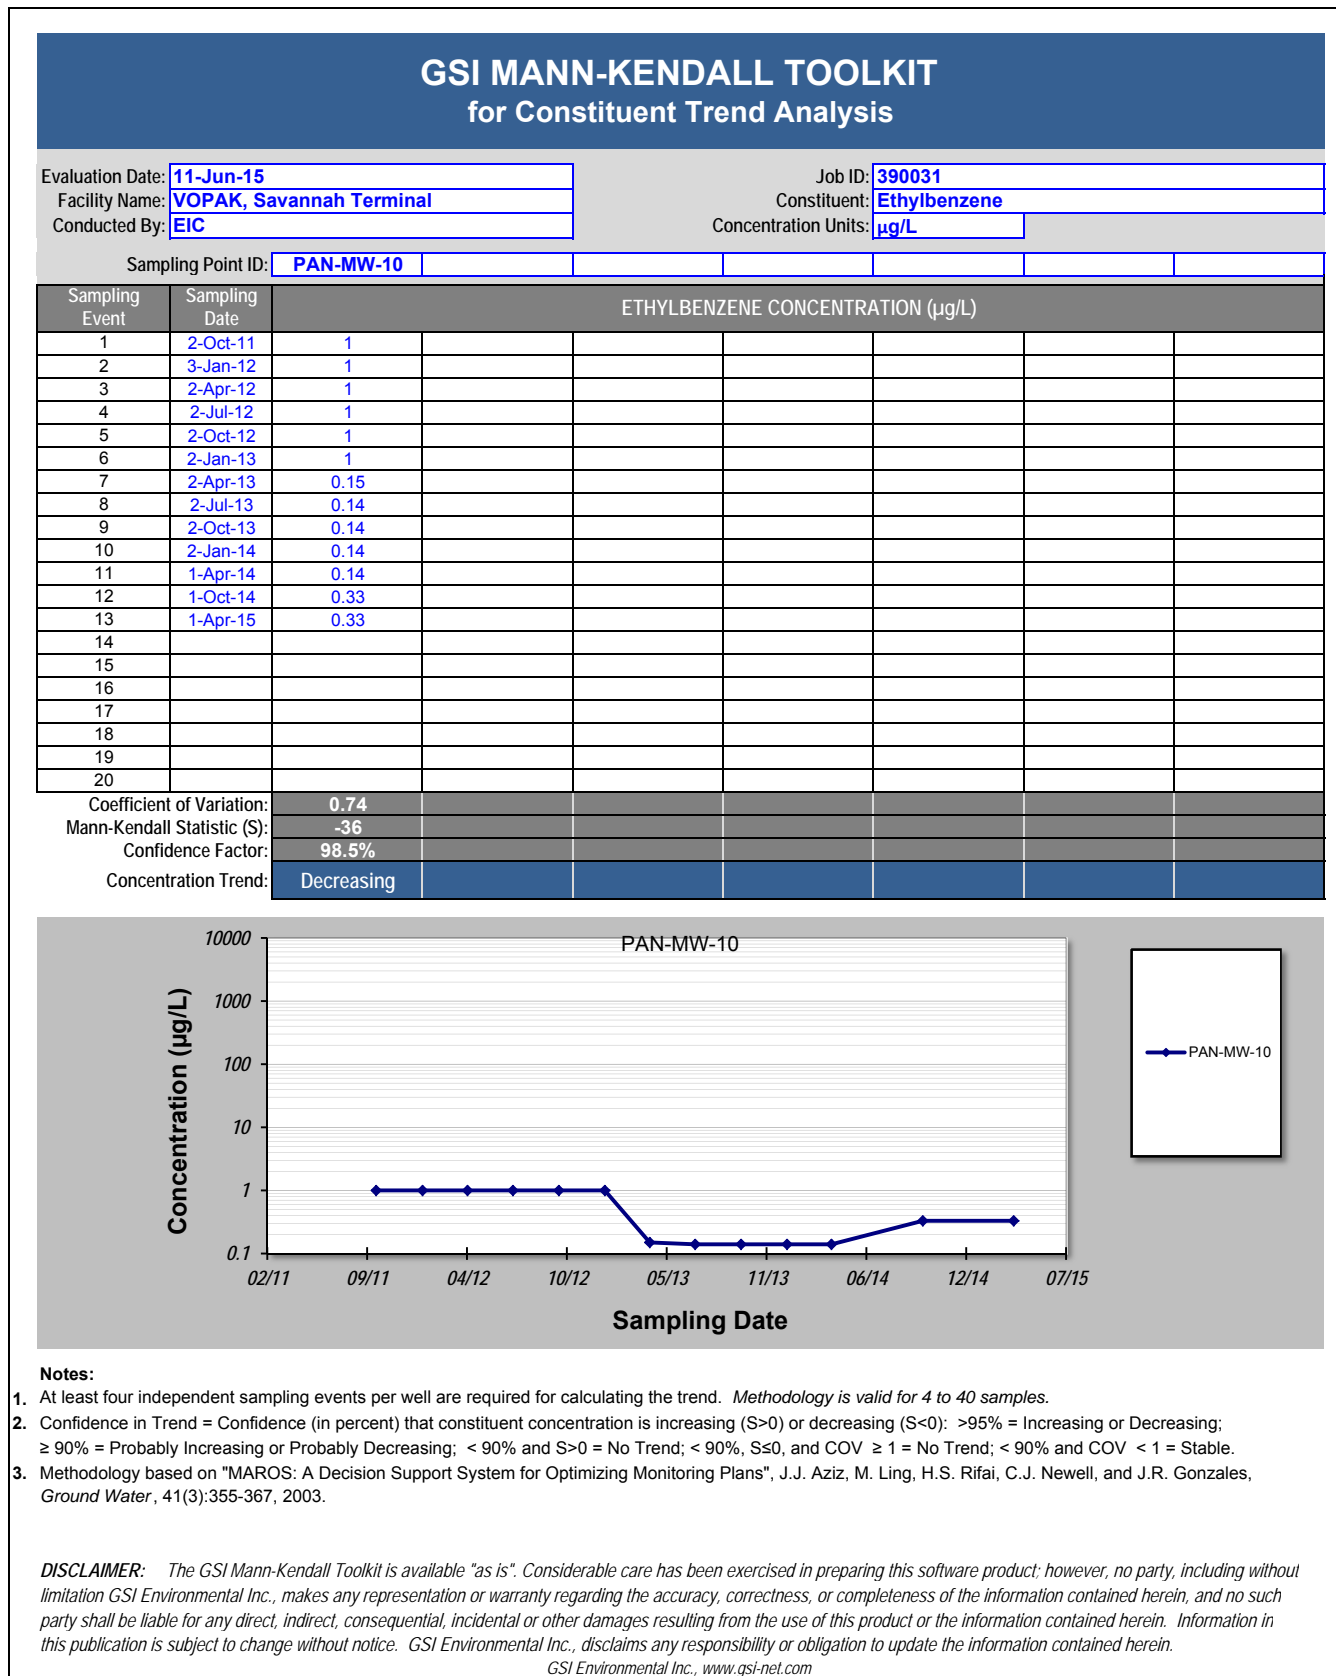 GSI MANN-KENDALL TOOLKIT
for Constituent Trend Analysis
Evaluation Date: 11-Jun-15 Job ID: 390031
Facility Name: VOPAK, Savannah Terminal Constituent: Ethylbenzene
Conducted By: EIC Concentration Units: µg/L
Sampling Point ID: PAN-MW-10
Sampling Event Sampling Date ETHYLBENZENE CONCENTRATION (µg/L)
1 2-Oct-11 1
2 3-Jan-12 1
3 2-Apr-12 1
4 2-Jul-12 1
5 2-Oct-12 1
6 2-Jan-13 1
7 2-Apr-13 0.15
8 2-Jul-13 0.14
9 2-Oct-13 0.14
10 2-Jan-14 0.14
11 1-Apr-14 0.14
12 1-Oct-14 0.33
13 1-Apr-15 0.33
14
15
16
17
18
19
20
Coefficient of Variation: 0.74
Mann-Kendall Statistic (S): -36
Confidence Factor: 98.5%
Concentration Trend: Decreasing
PAN-MW-10
Concentration (µg/L)
10000
1000
100
10
1
0.1
02/11 09/11 04/12 10/12 05/13 11/13 06/14 12/14 07/15
Sampling Date
PAN-MW-10
Notes:
1. At least four independent sampling events per well are required for calculating the trend. Methodology is valid for 4 to 40 samples.
2. Confidence in Trend = Confidence (in percent) that constituent concentration is increasing (S>0) or decreasing (S<0): >95% = Increasing or Decreasing;
≥ 90% = Probably Increasing or Probably Decreasing; < 90% and S>0 = No Trend; < 90%, S≤0, and COV ≥ 1 = No Trend; < 90% and COV < 1 = Stable.
3. Methodology based on "MAROS: A Decision Support System for Optimizing Monitoring Plans", J.J. Aziz, M. Ling, H.S. Rifai, C.J. Newell, and J.R. Gonzales,
Ground Water, 41(3):355-367, 2003.
DISCLAIMER: The GSI Mann-Kendall Toolkit is available "as is". Considerable care has been exercised in preparing this software product; however, no party, including without
limitation GSI Environmental Inc., makes any representation or warranty regarding the accuracy, correctness, or completeness of the information contained herein, and no such
party shall be liable for any direct, indirect, consequential, incidental or other damages resulting from the use of this product or the information contained herein. Information in
this publication is subject to change without notice. GSI Environmental Inc., disclaims any responsibility or obligation to update the information contained herein.
GSI Environmental Inc., www.gsi-net.com